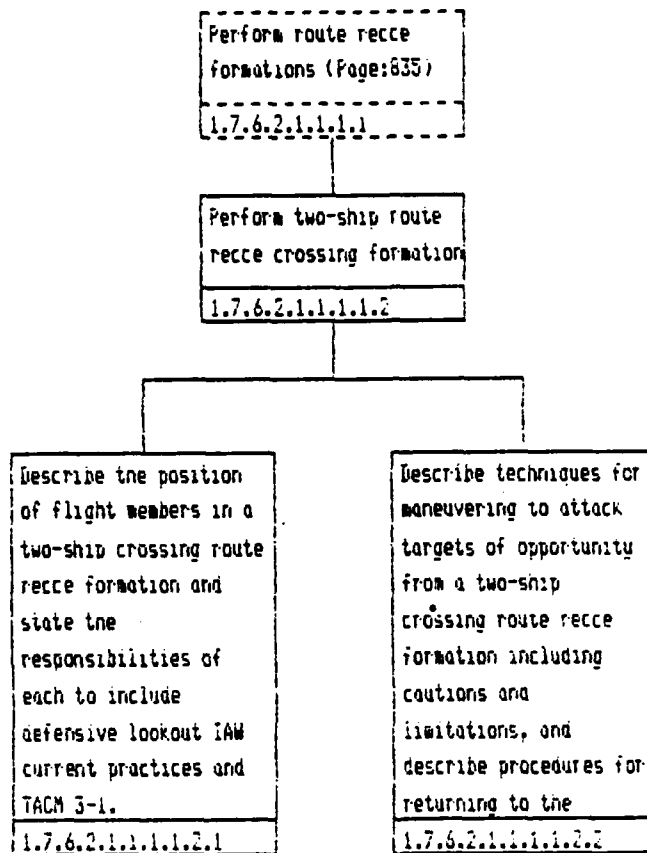 Perform route recce
formations (Page:835)
1.7.6.2.1.1.1.1
Perform two-ship route
recce crossing formation
1.7.6.2.1.1.1.1.2
Describe the position
of flight members in a
two-ship crossing route
recce formation and
state the
responsibilities of
each to include
defensive lookout IAW
current practices and
TACM 3-1.
1.7.6.2.1.1.1.1.2.1
Describe techniques for
maneuvering to attack
targets of opportunity
from a two-ship
crossing route recce
formation including
cautions and
limitations, and
describe procedures for
returning to the
1.7.6.2.1.1.1.1.2.2